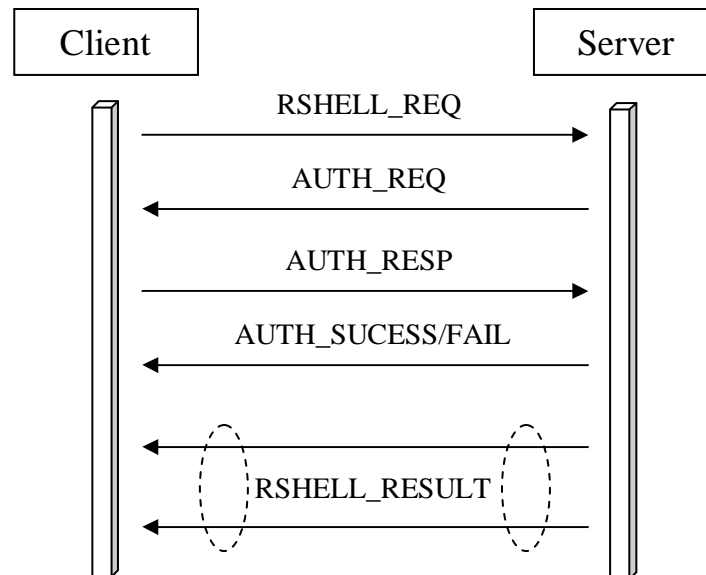 Client
Server
RSHELL_REQ
AUTH_REQ
AUTH_RESP
AUTH_SUCESS/FAIL
RSHELL_RESULT